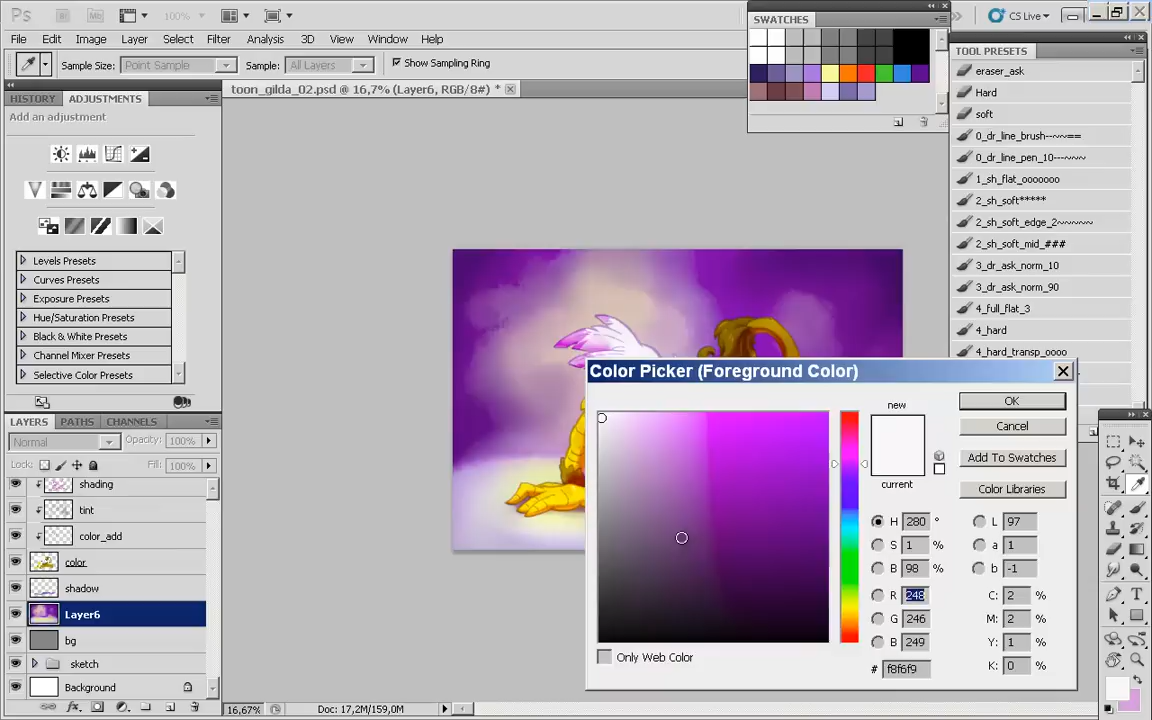 Ps Br Mb 100% CS Live
File Edit Image Layer Select Filter Analysis 3D View Window Help
Sample Size: Point Sample Sample: All Layers Show Sampling Ring
HISTORY ADJUSTMENTS
toon_gilda_02.psd @ 16,7% (Layer6, RGB/8#) *
Add an adjustment
Levels Presets
Curves Presets
Exposure Presets
Hue/Saturation Presets
Black & White Presets
Channel Mixer Presets
Selective Color Presets
LAYERS PATHS CHANNELS
Normal Opacity: 100%
Lock: Fill: 100%
shading
tint
color_add
color
shadow
Layer6
bg
sketch
Background
16,67% Doc: 17,2M/159,0M
SWATCHES
TOOL PRESETS
eraser_ask
Hard
soft
0_dr_line_brush--~~==
0_dr_line_pen_10---~~~
1_sh_flat_ooooooo
2_sh_soft*****
2_sh_soft_edge_2~~~~~
2_sh_soft_mid_###
3_dr_ask_norm_10
3_dr_ask_norm_90
4_full_flat_3
4_hard
4_hard_transp_oooo
Color Picker (Foreground Color)
new
current
OK
Cancel
Add To Swatches
Color Libraries
H 280 ° L 97
S 1 % a 1
B 98 % b -1
R 248 C: 2 %
G 246 M: 2 %
B 249 Y: 1 %
# f8f6f9 K: 0 %
Only Web Color